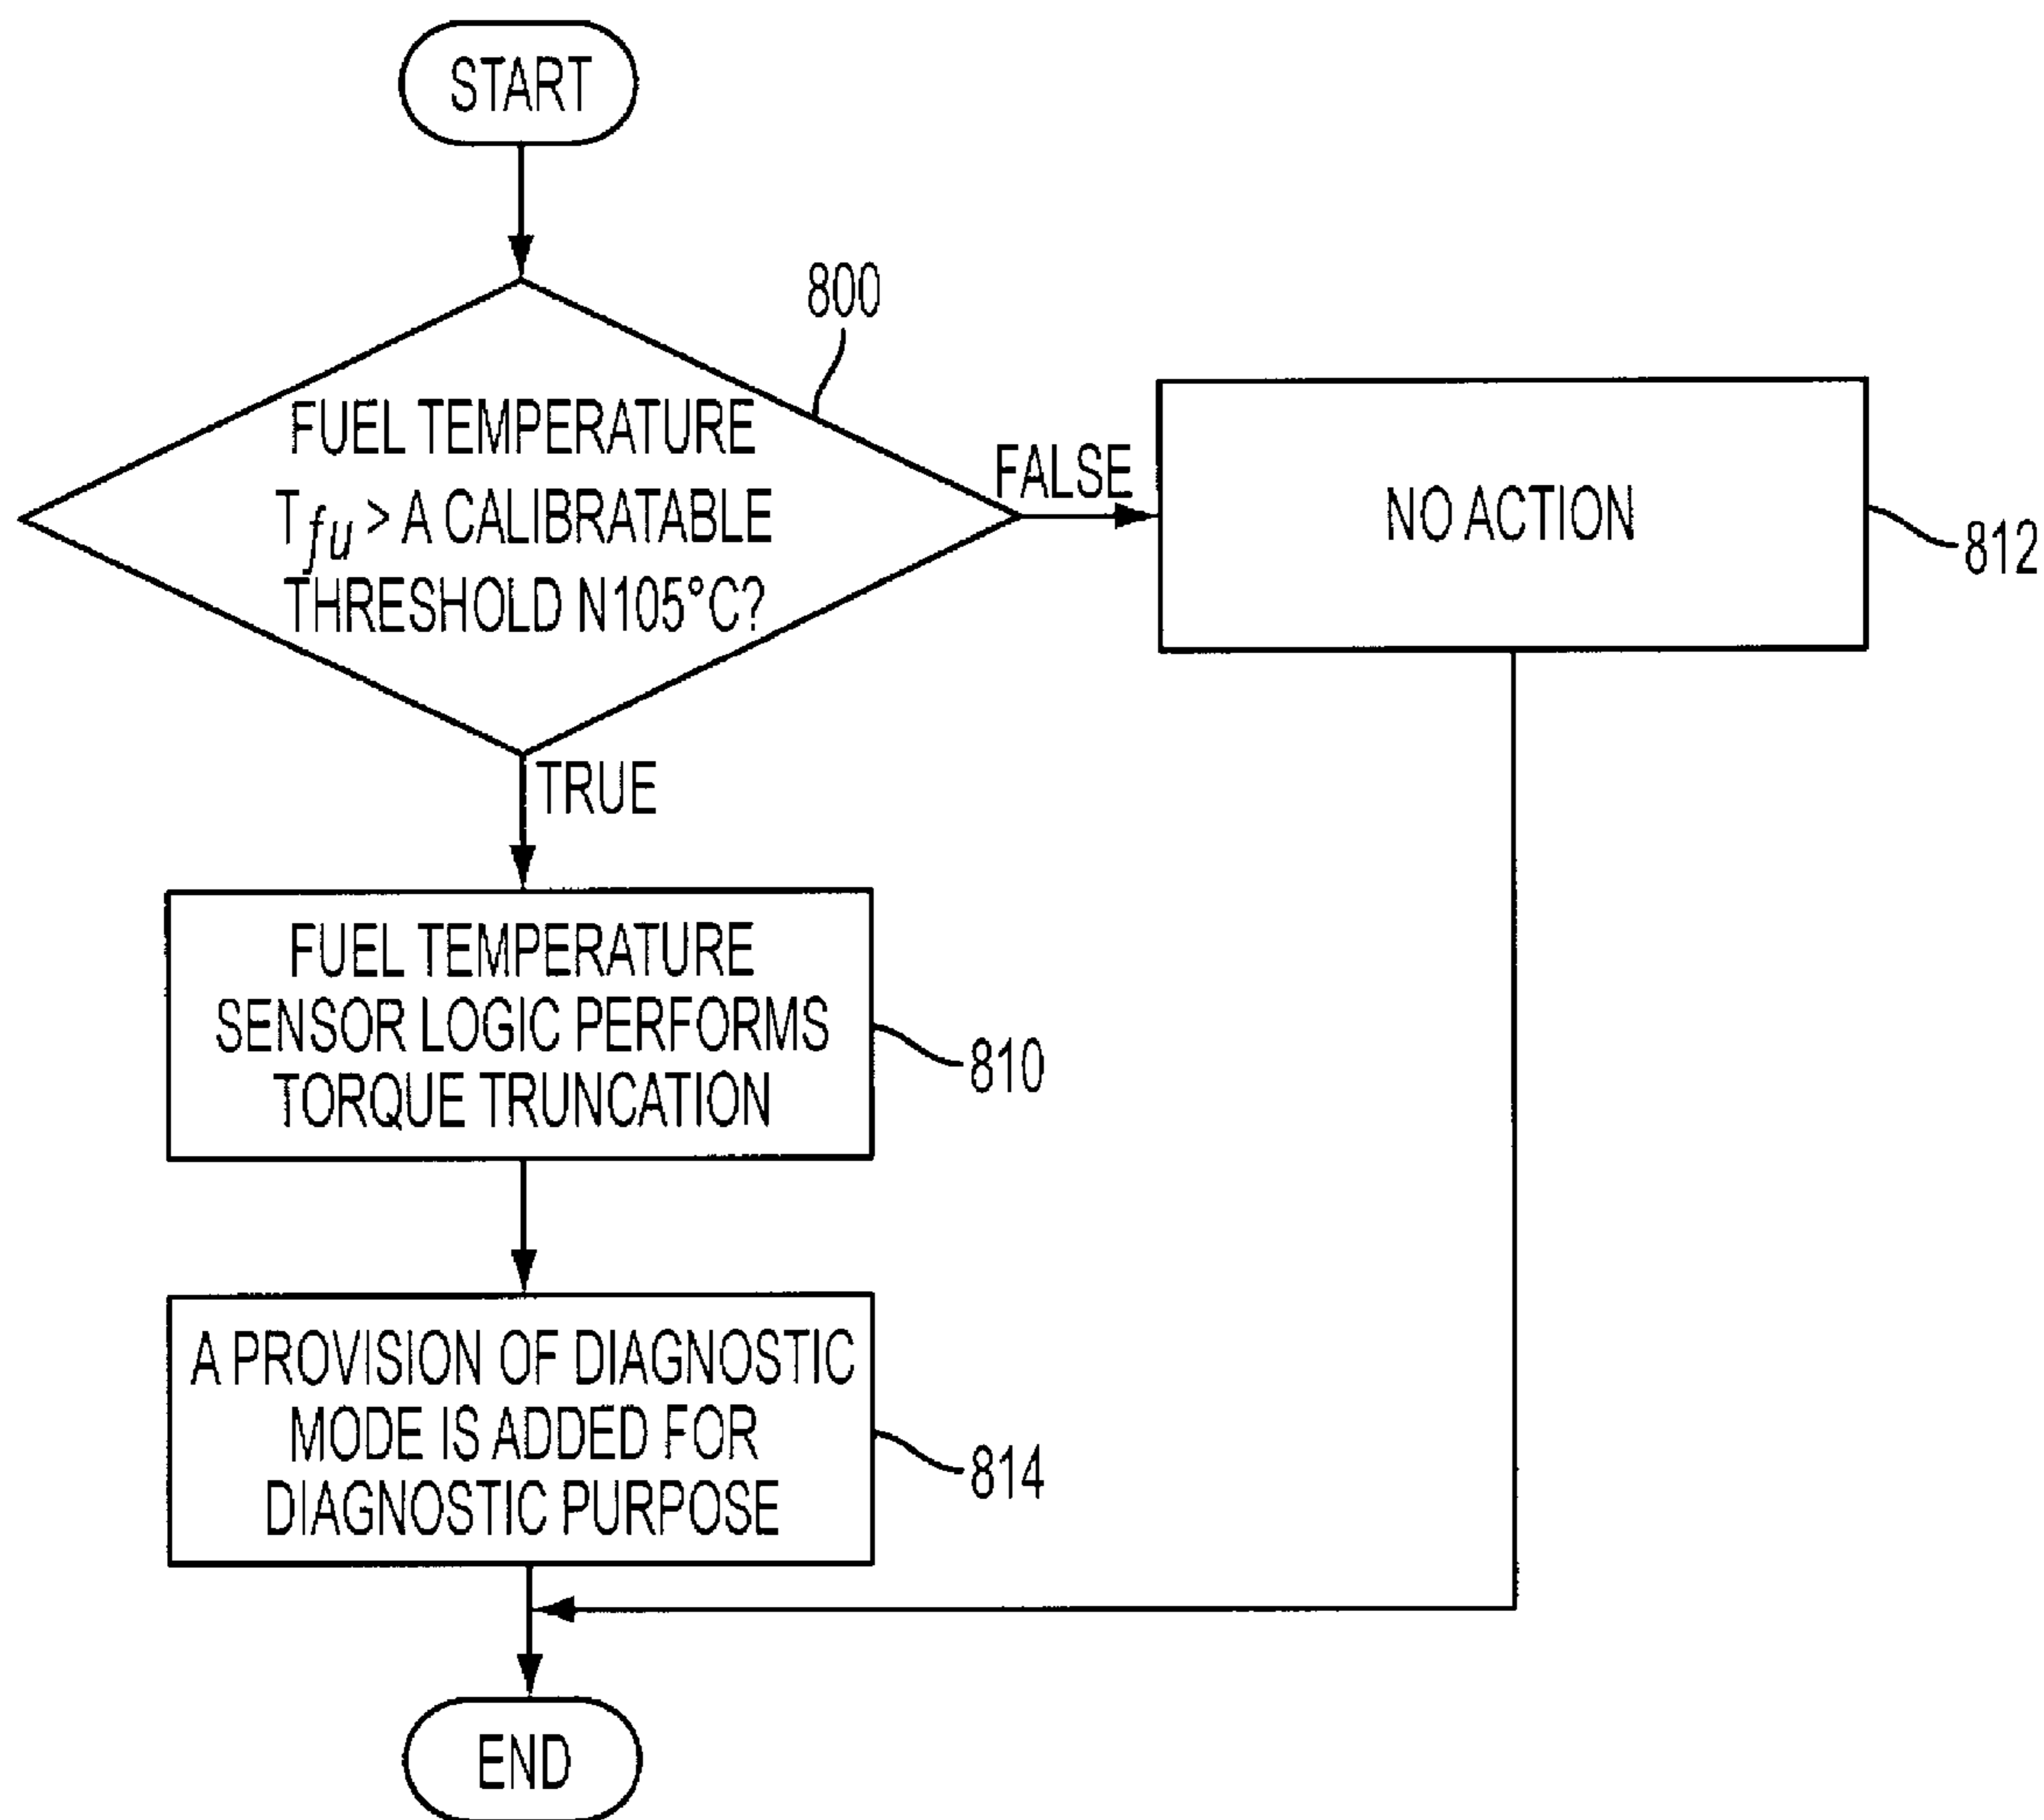 START
800
FUEL TEMPERATURE
Tfu > A CALIBRATABLE
THRESHOLD N105°C?
FALSE
NO ACTION
812
TRUE
FUEL TEMPERATURE
SENSOR LOGIC PERFORMS
TORQUE TRUNCATION
810
A PROVISION OF DIAGNOSTIC
MODE IS ADDED FOR
DIAGNOSTIC PURPOSE
814
END